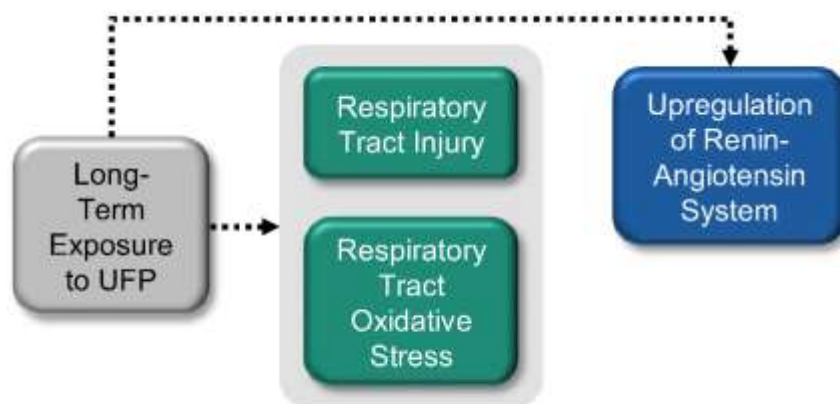 Long-
Term
Exposure
to UFP
Respiratory
Tract Injury
Respiratory
Tract
Oxidative
Stress
Upregulation
of Renin-
Angiotensin
System